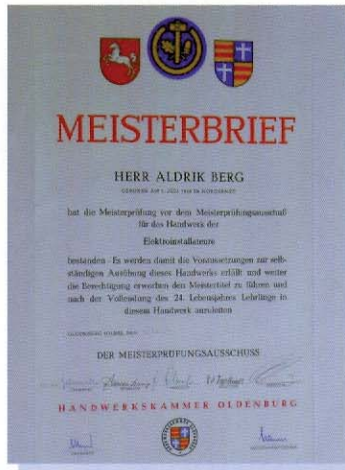 MEISTERBRIEF
HERR ALDRIK BERG
hat die Meisterprüfung vor dem Meisterprüfungsausschuß
für das Handwerk der
Elektroinstallateure
bestanden · Es werden damit die Voraussetzungen zur selb-
ständigen Ausübung dieses Handwerks erfüllt und weiter
die Berechtigung erworben den Meistertitel zu führen und
nach der Vollendung des 24. Lebensjahres Lehrlinge in
diesem Handwerk anzuleiten
DER MEISTERPRÜFUNGSAUSSCHUSS
HANDWERKSKAMMER OLDENBURG